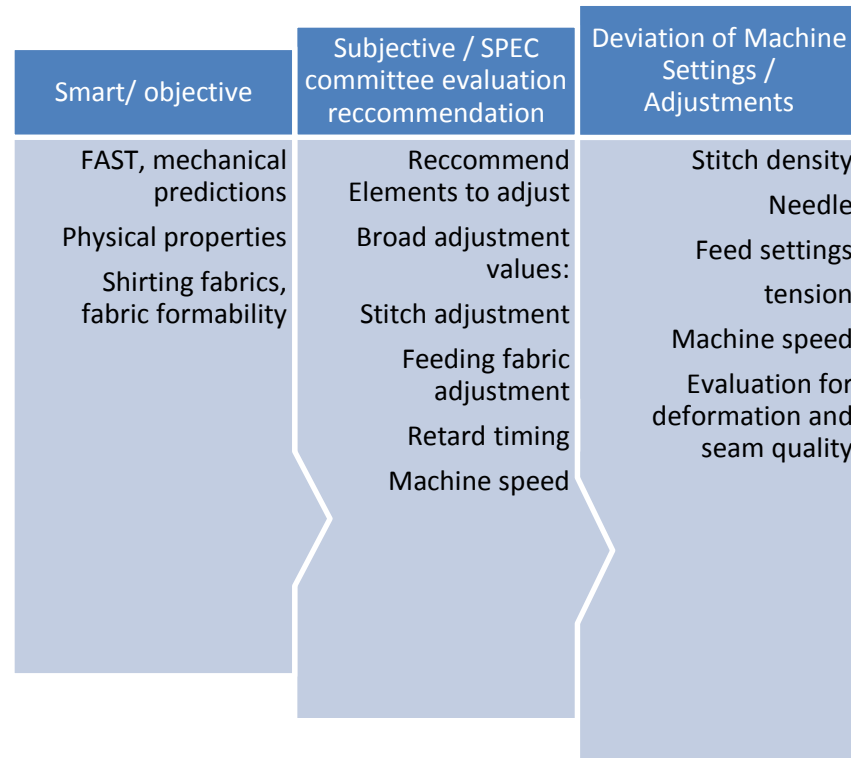 Smart/ objective
FAST, mechanical
predictions
Physical properties
Shirting fabrics,
fabric formability
Subjective / SPEC
committee evaluation
reccommendation
Reccommend
Elements to adjust
Broad adjustment
values:
Stitch adjustment
Feeding fabric
adjustment
Retard timing
Machine speed
Deviation of Machine
Settings /
Adjustments
Stitch density
Needle
Feed settings
tension
Machine speed
Evaluation for
deformation and
seam quality